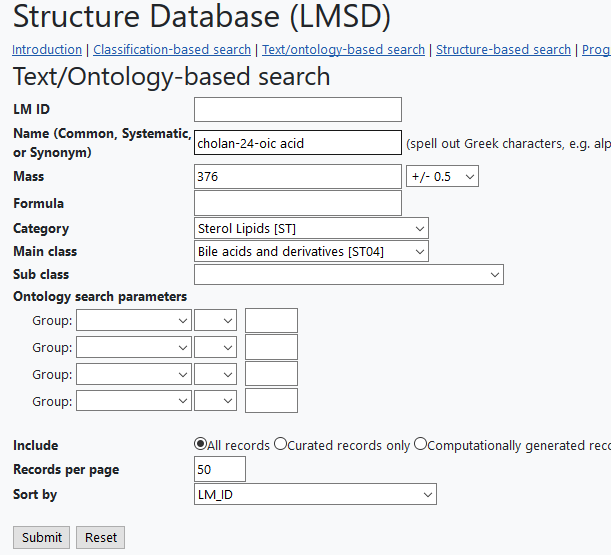 Structure Database (LMSD)
Introduction | Classification-based search | Text/ontology-based search | Structure-based search | Prog
Text/Ontology-based search
LM ID
Name (Common, Systematic, or Synonym) cholan-24-oic acid (spell out Greek characters, e.g. alp
Mass 376 +/- 0.5
Formula
Category Sterol Lipids [ST]
Main class Bile acids and derivatives [ST04]
Sub class
Ontology search parameters
Group:
Group:
Group:
Group:
Include All records Curated records only Computationally generated reco
Records per page 50
Sort by LM_ID
Submit Reset